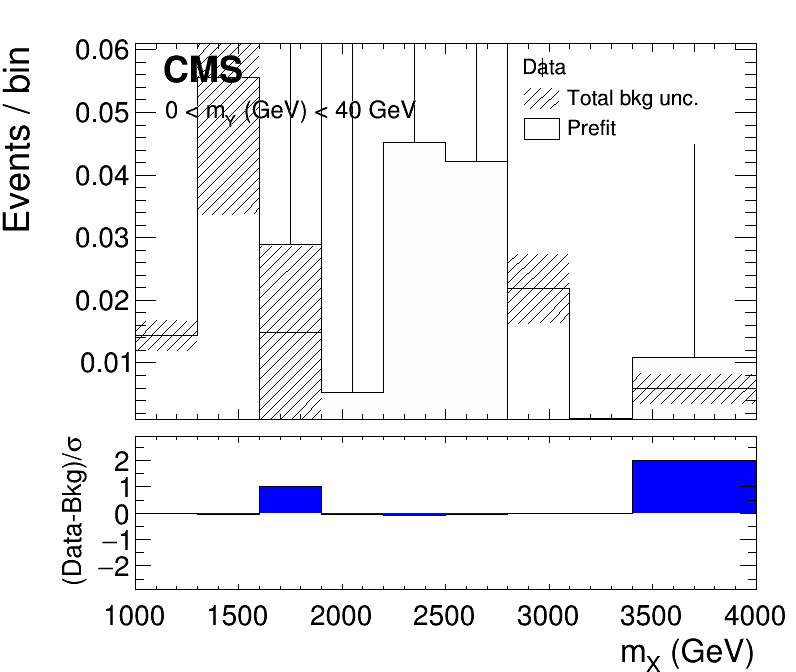 Events / bin
0.06
0.05
0.04
0.03
0.02
0.01
CMS
0 < m_Y (GeV) < 40 GeV
Data
Total bkg unc.
Prefit
(Data-Bkg)/σ
2
1
0
−1
−2
1000 1500 2000 2500 3000 3500 4000
m_X (GeV)